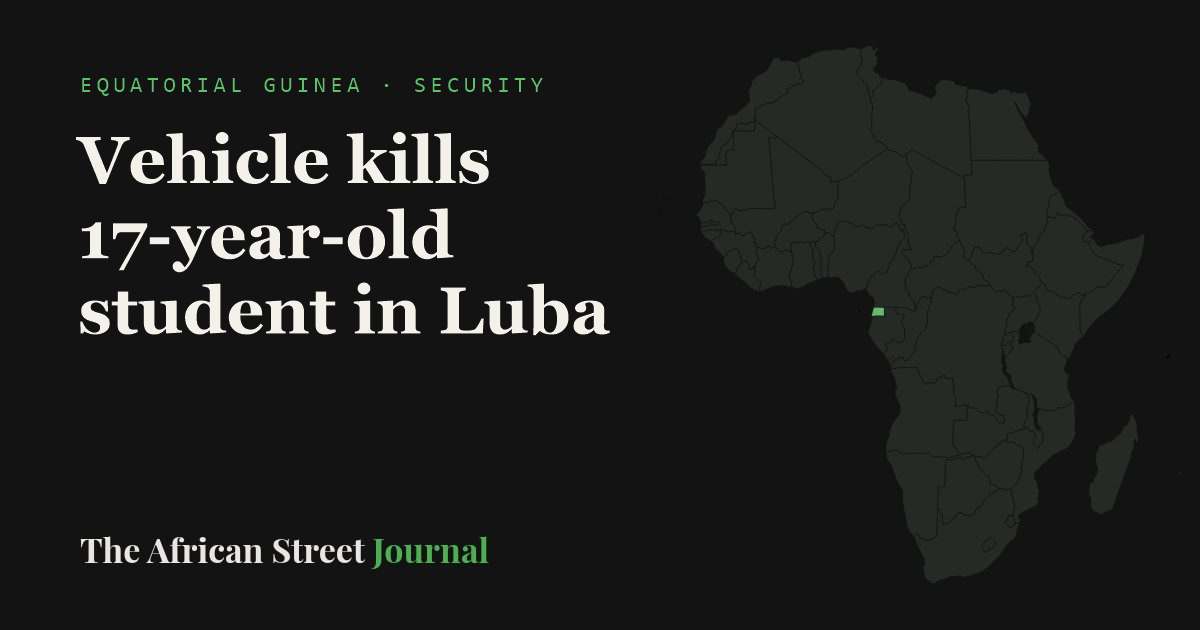 EQUATORIAL GUINEA · SECURITY
Vehicle kills
17-year-old
student in Luba
The African Street Journal